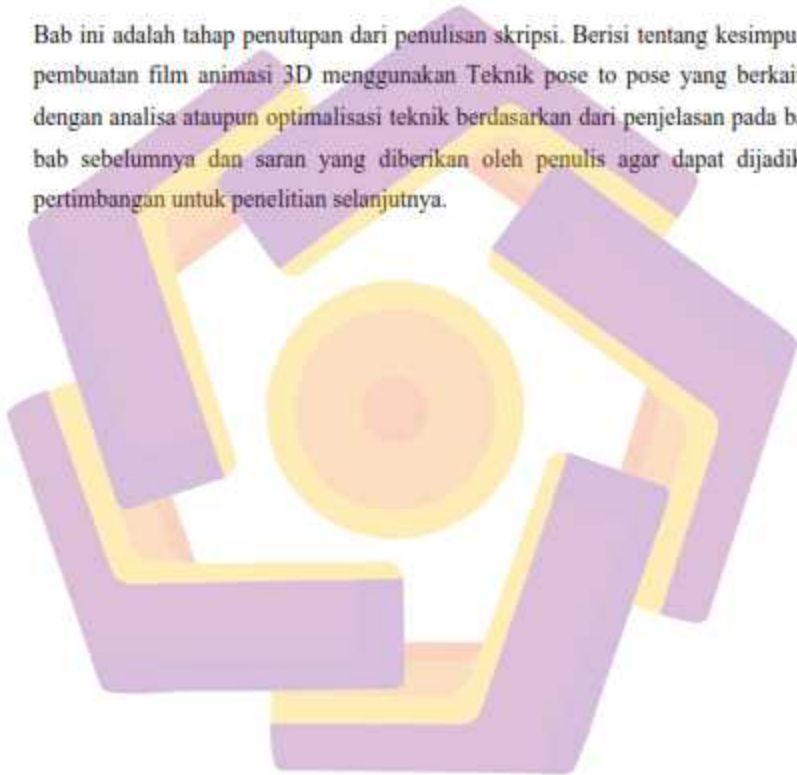 Bab ini adalah tahap penutupan dari penulisan skripsi. Berisi tentang kesimpu
pembuatan film animasi 3D menggunakan Teknik pose to pose yang berkai
dengan analisa ataupun optimalisasi teknik berdasarkan dari penjelasan pada ba
bab sebelumnya dan saran yang diberikan oleh penulis agar dapat dijadik
pertimbangan untuk penelitian selanjutnya.